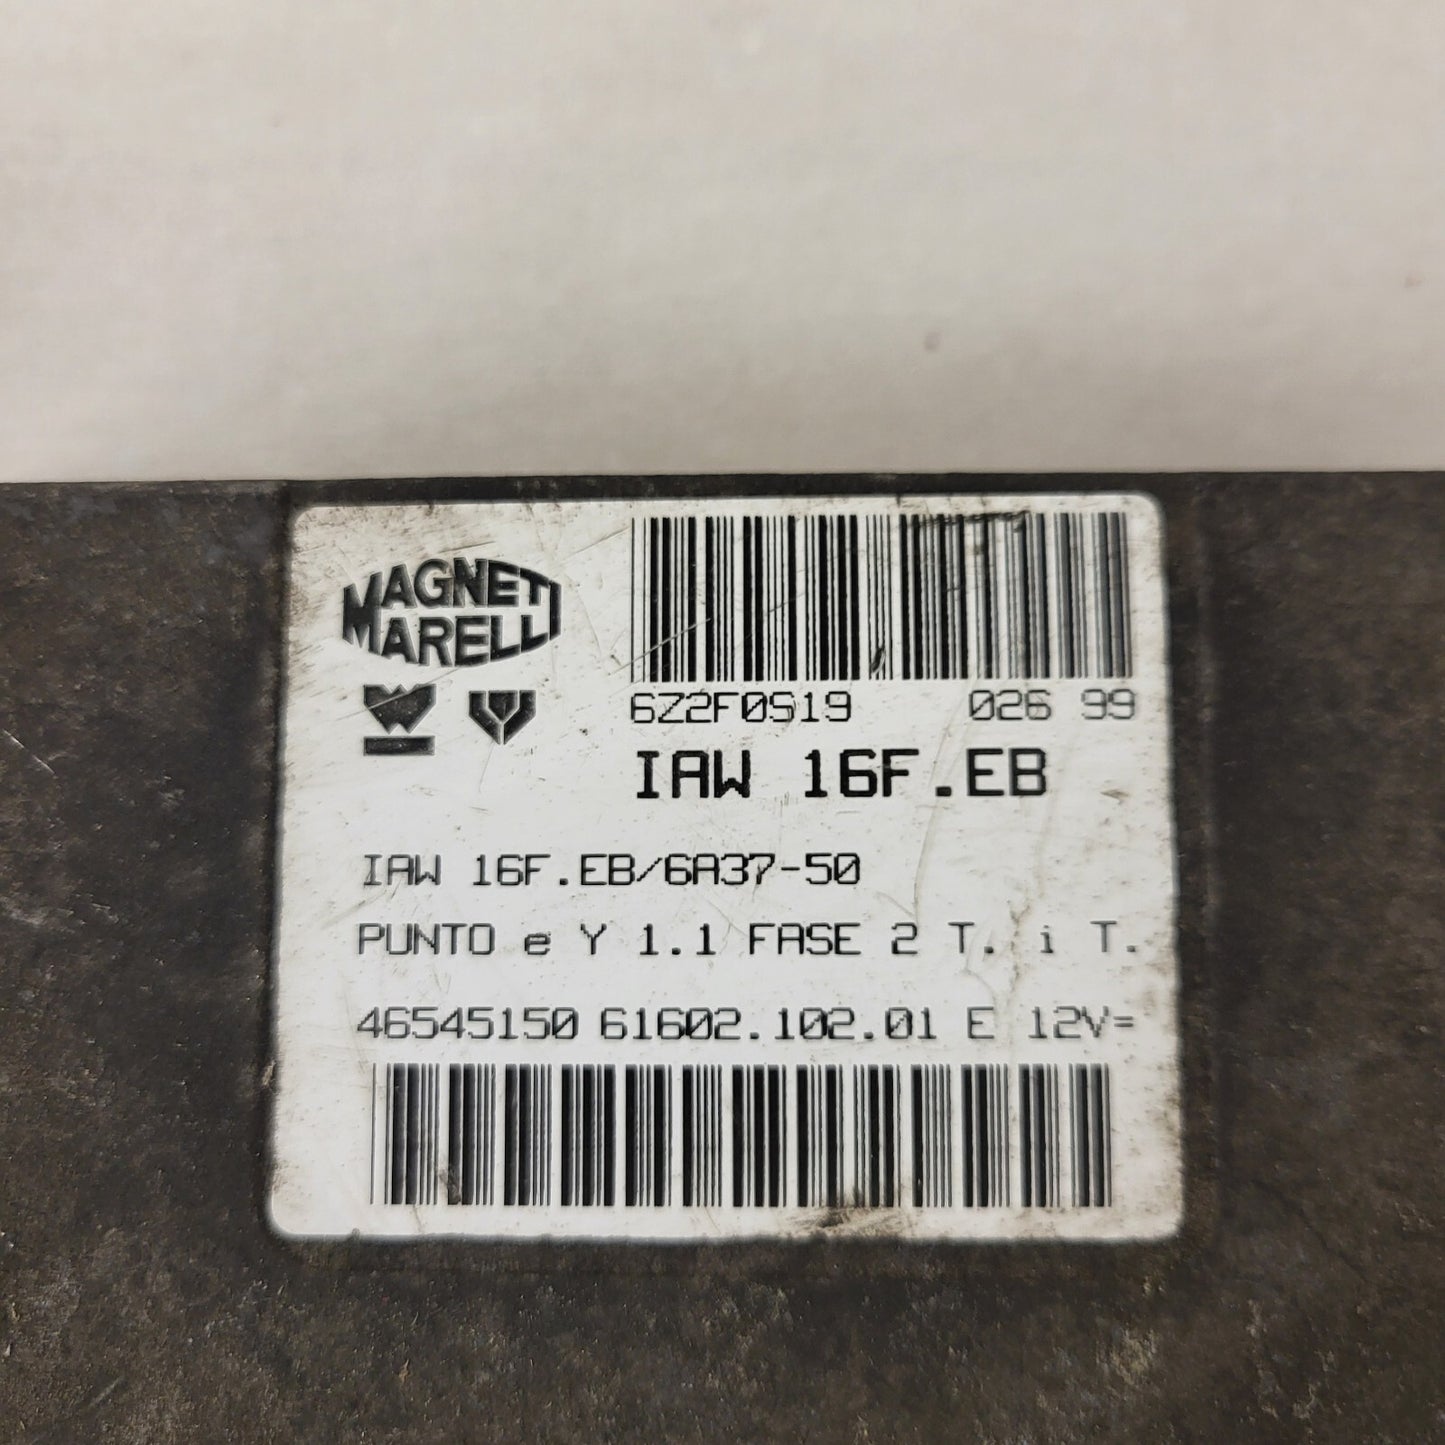 MAGNETI
MARELLI
6Z2F0S19 026 99
IAW 16F.EB
IAW 16F.EB/6A37-50
PUNTO e Y 1.1 FASE 2 T. i T.
46545150 61602.102.01 E 12V=